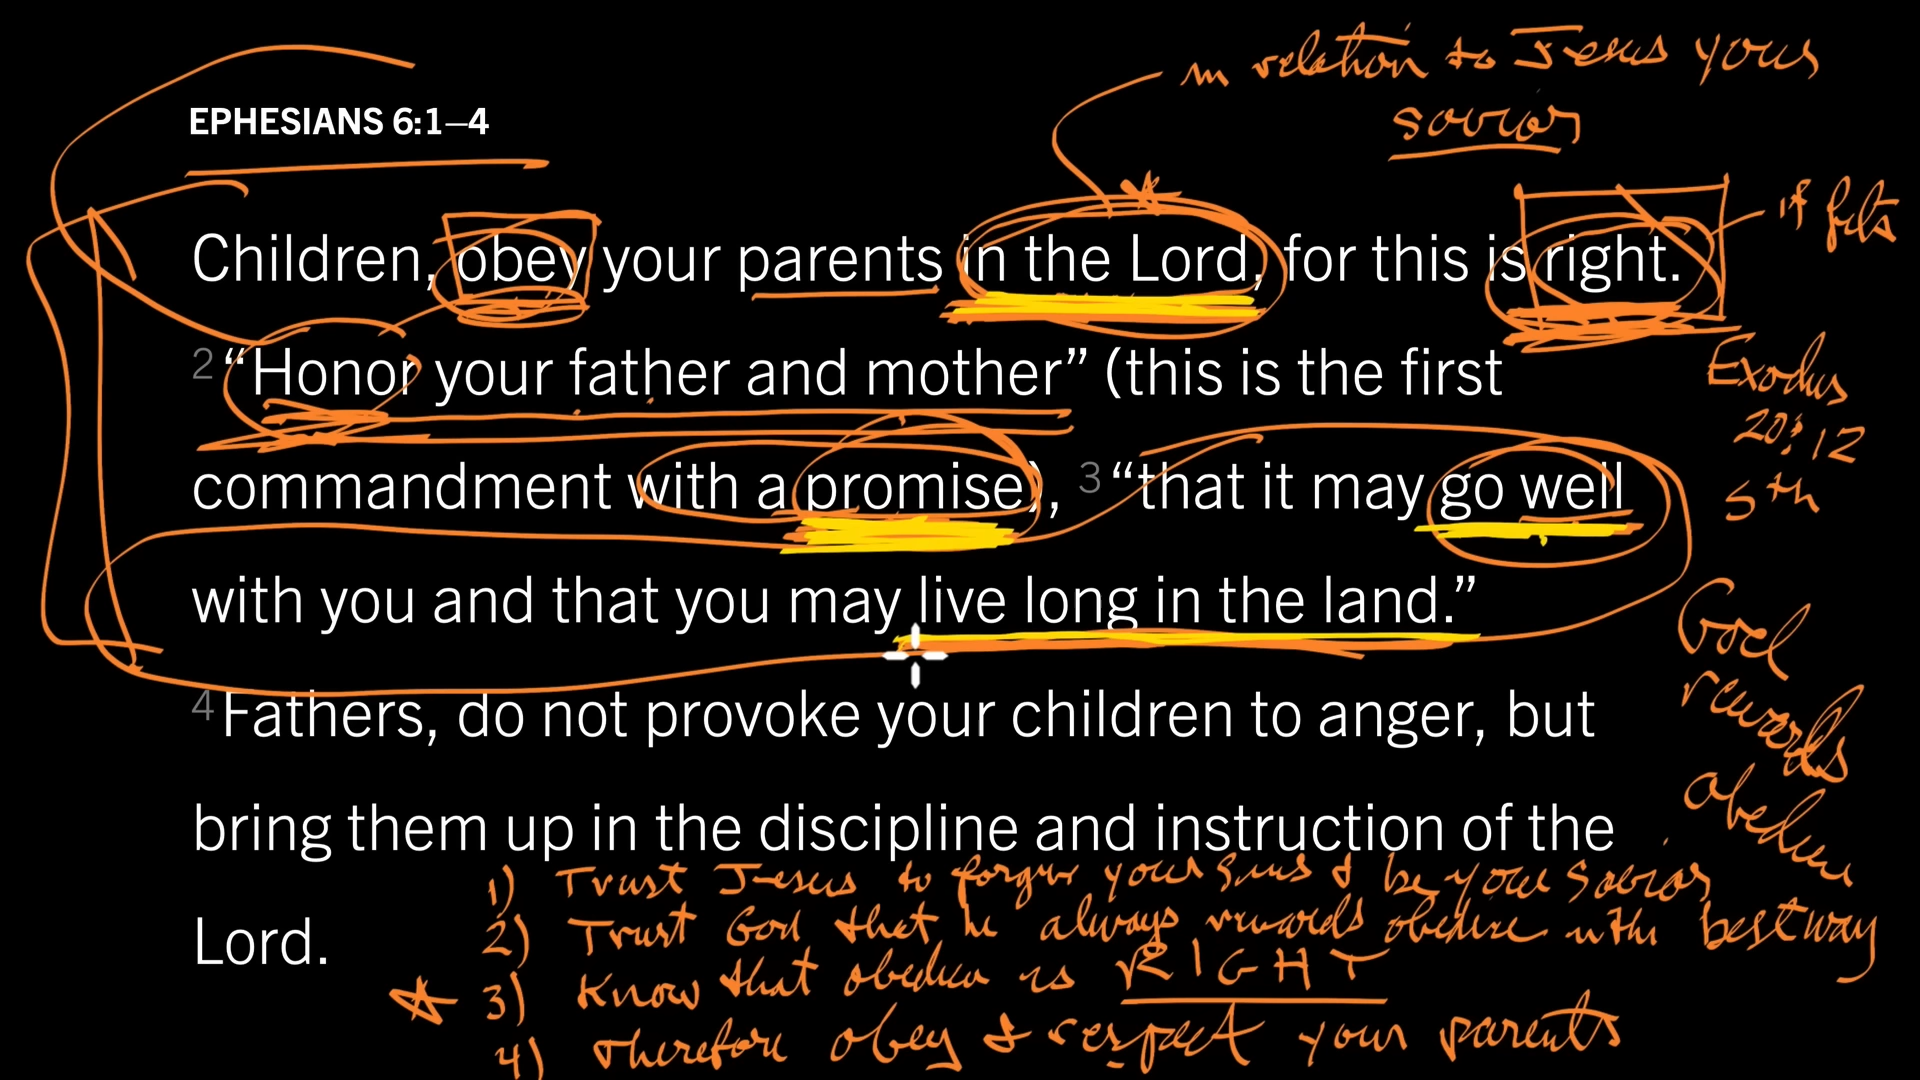 in relation to Jesus your
savior
EPHESIANS 6:1–4
Children, obey your parents in the Lord, for this is right.
it fits
2 “Honor your father and mother” (this is the first
Exodus
20:12
5th
commandment with a promise), 3 “that it may go well
with you and that you may live long in the land.”
God
rewards
obedience
4 Fathers, do not provoke your children to anger, but
bring them up in the discipline and instruction of the
Lord.
1) Trust Jesus to forgive your sins & be your Savior
2) Trust God that he always rewards obedience in the best way
3) Know that obedience is RIGHT
4) therefore obey & respect your parents